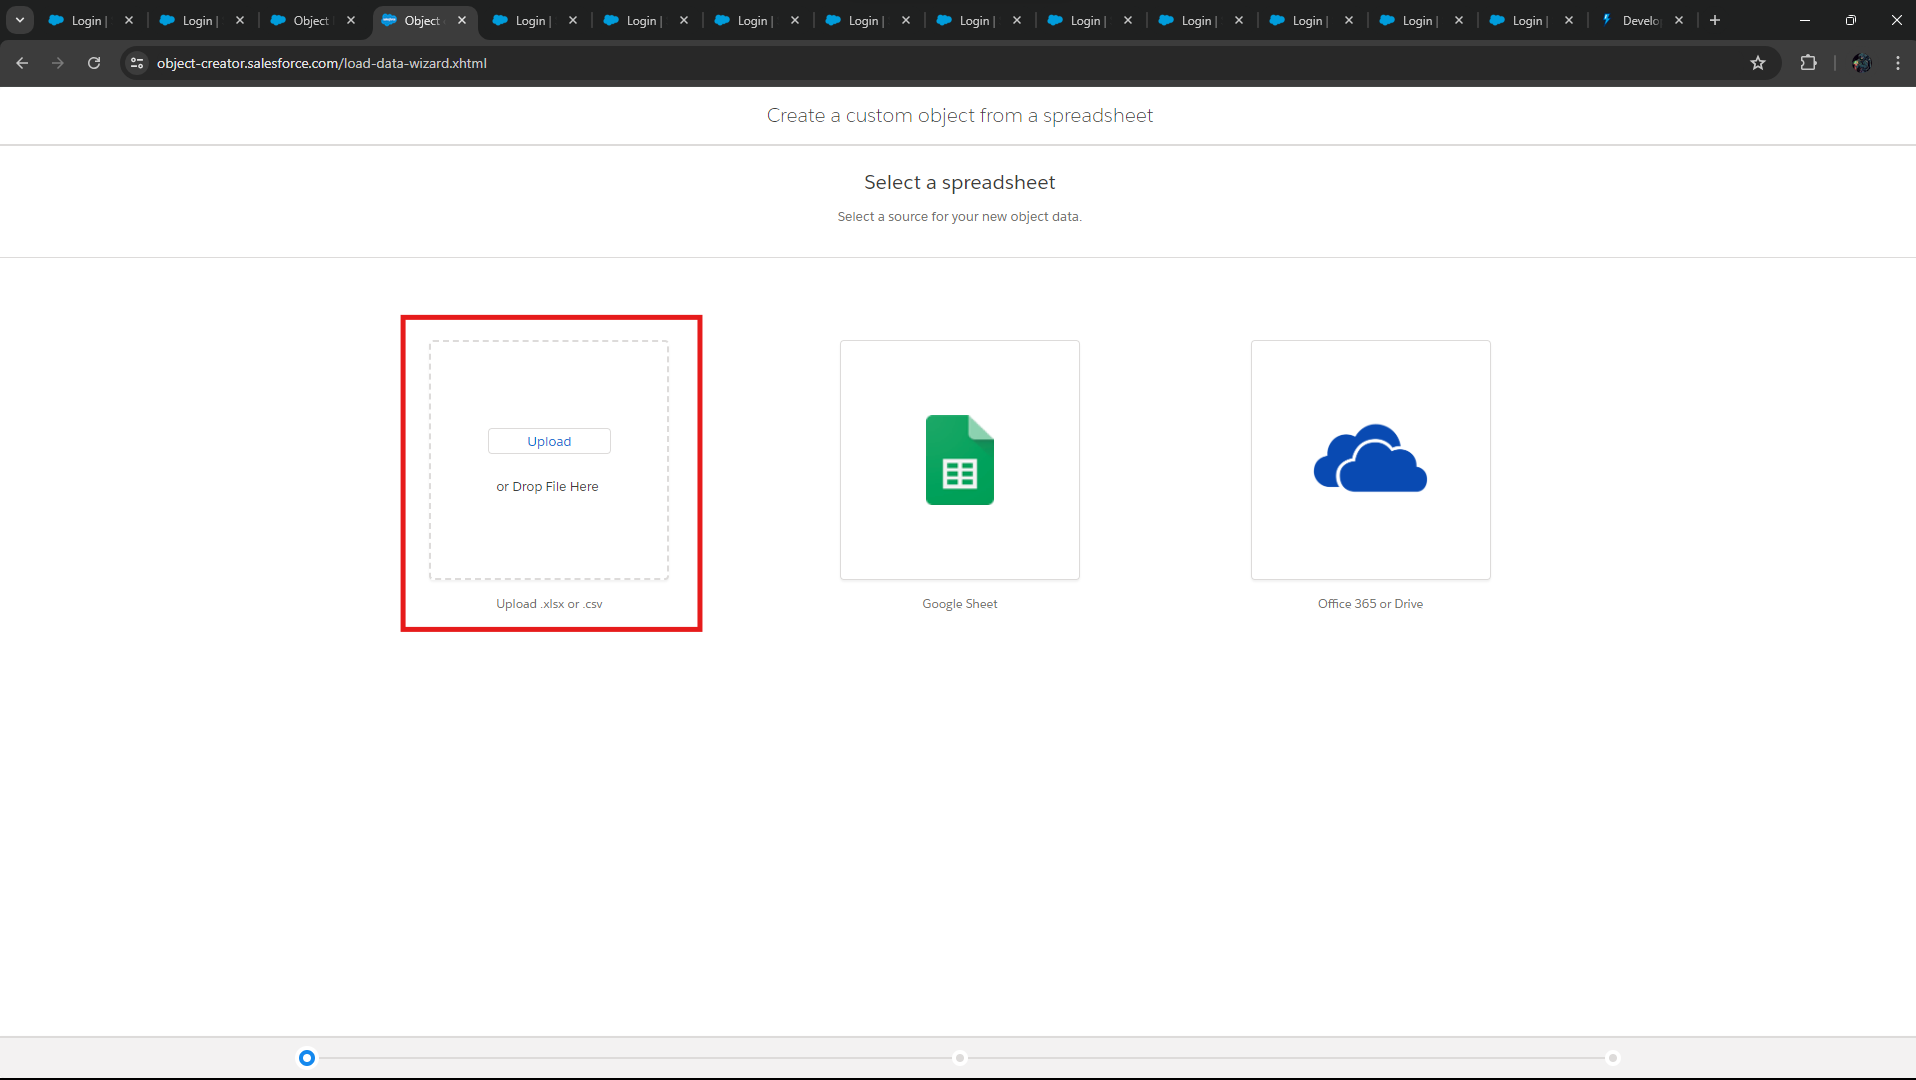 Login |
Login |
Object
Object
Login |
Login |
Login |
Login |
Login |
Login |
Login |
Login |
Login |
Login |
Develo
object-creator.salesforce.com/load-data-wizard.xhtml
Create a custom object from a spreadsheet
Select a spreadsheet
Select a source for your new object data.
Upload
or Drop File Here
Upload .xlsx or .csv
Google Sheet
Office 365 or Drive